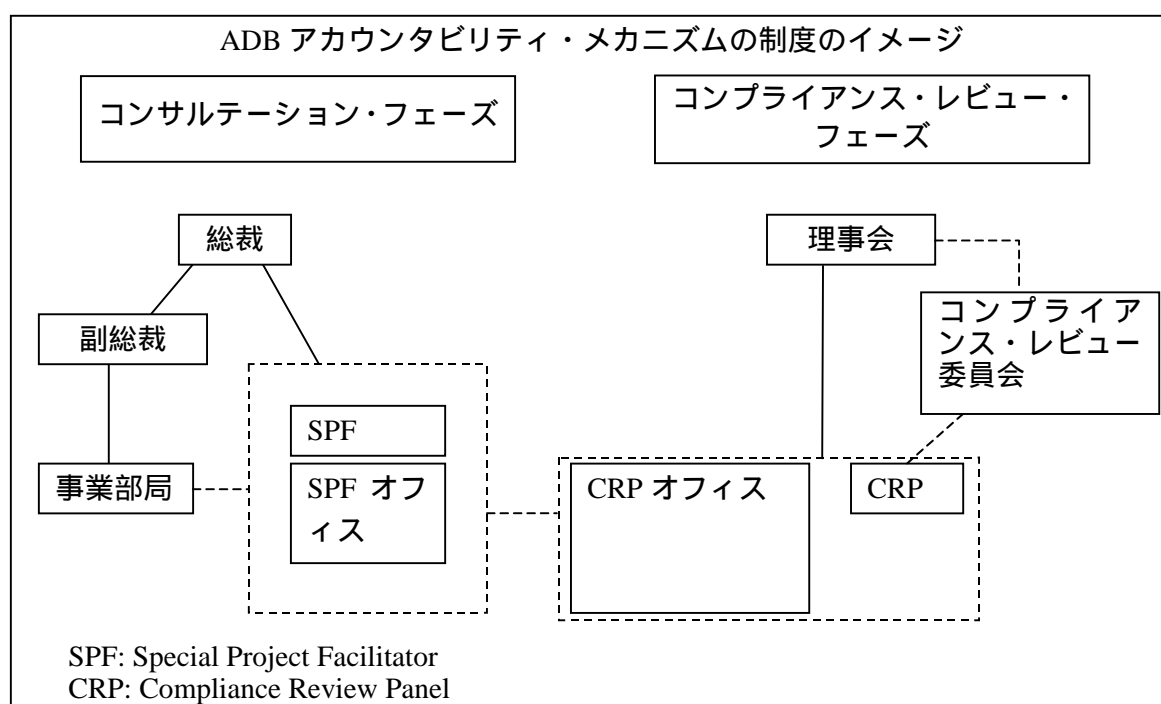 ADB アカウンタビリティ・メカニズムの制度のイメージ
コンサルテーション・フェーズ
コンプライアンス・レビュー・
フェーズ
総裁
理事会
副総裁
コンプライア
ンス・レビュー
委員会
SPF
事業部局
SPF オフ
ィス
CRP オフィス
CRP
SPF: Special Project Facilitator
CRP: Compliance Review Panel